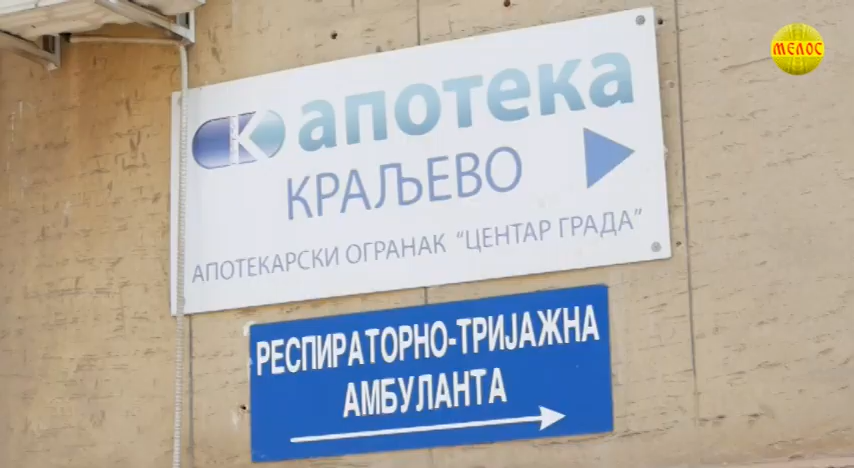 МЕЛОС
К апотека
КРАЉЕВО
АПОТЕКАРСКИ ОГРАНАК “ЦЕНТАР ГРАДА”
РЕСПИРАТОРНО-ТРИЈАЖНА
АМБУЛАНТА